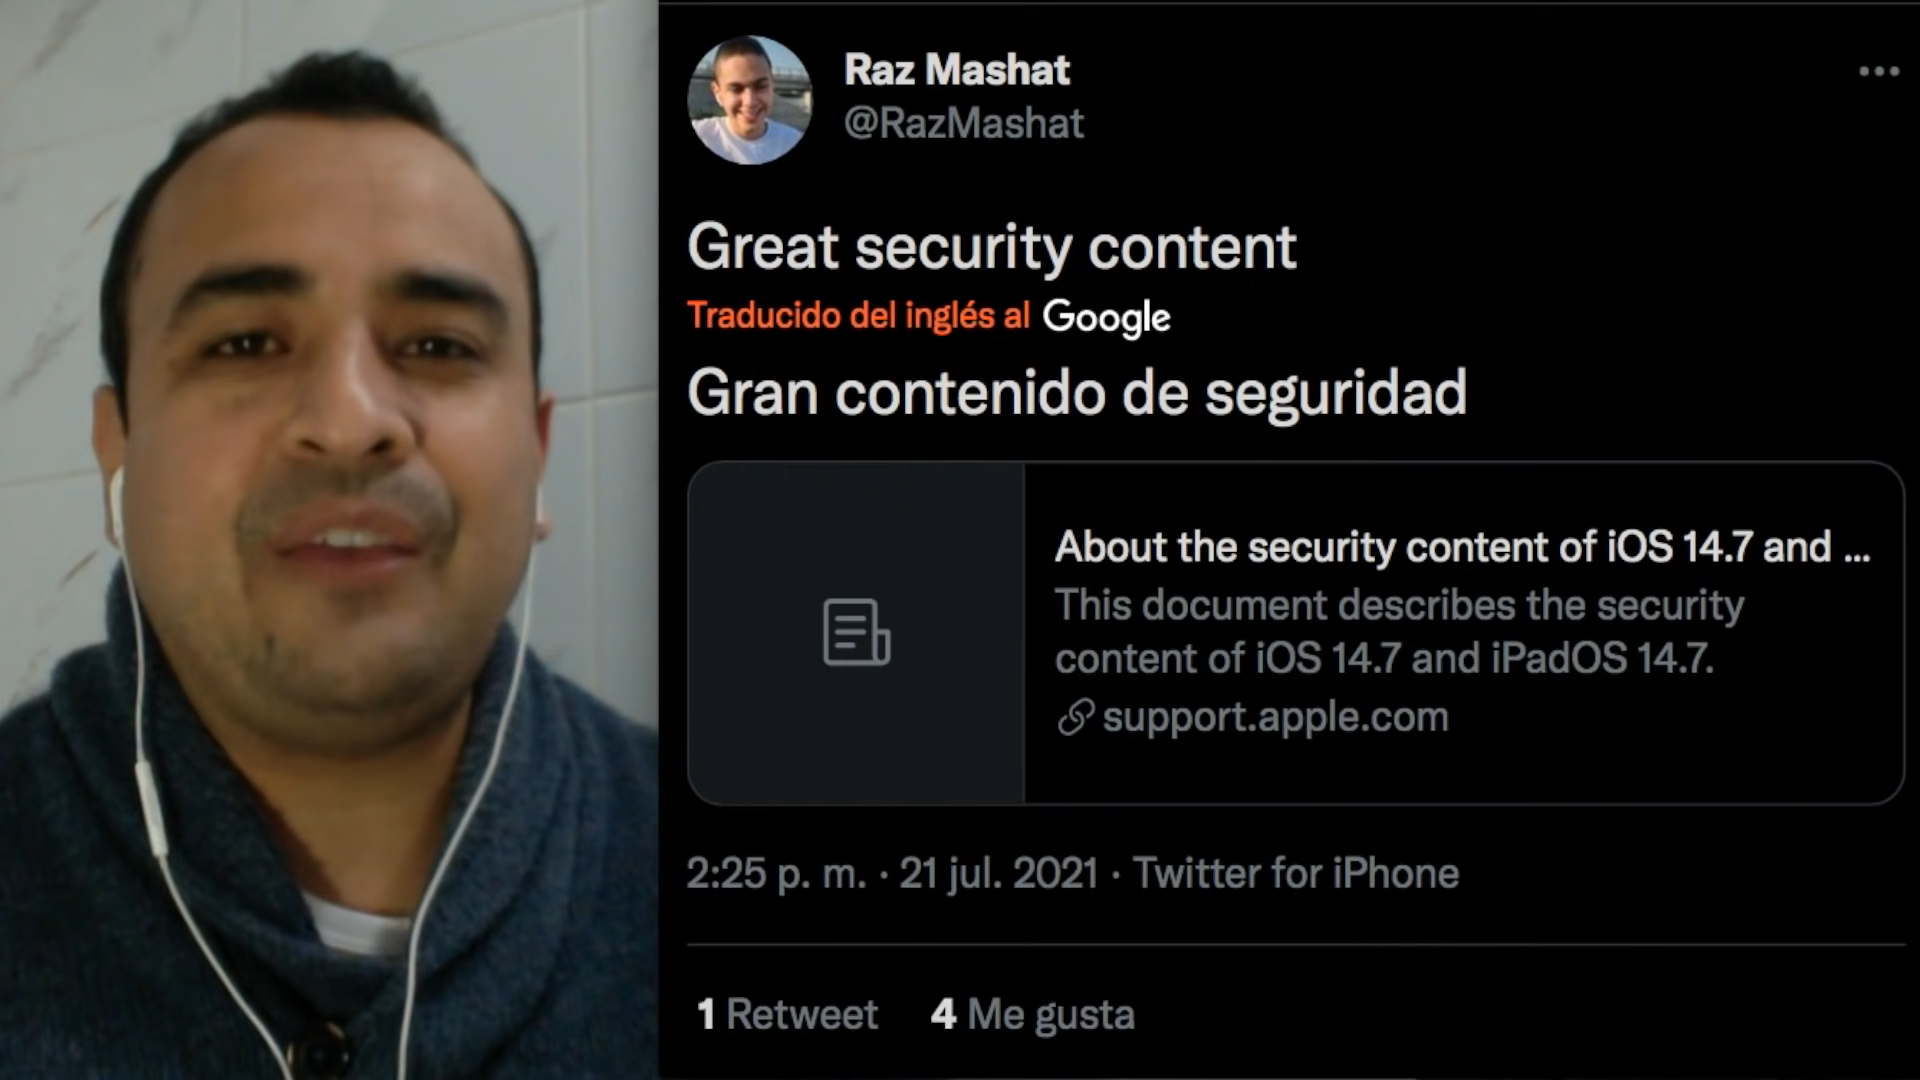 Raz Mashat
@RazMashat
Great security content
Traducido del inglés al Google
Gran contenido de seguridad
About the security content of iOS 14.7 and ...
This document describes the security
content of iOS 14.7 and iPadOS 14.7.
support.apple.com
2:25 p. m. · 21 jul. 2021 · Twitter for iPhone
1 Retweet 4 Me gusta